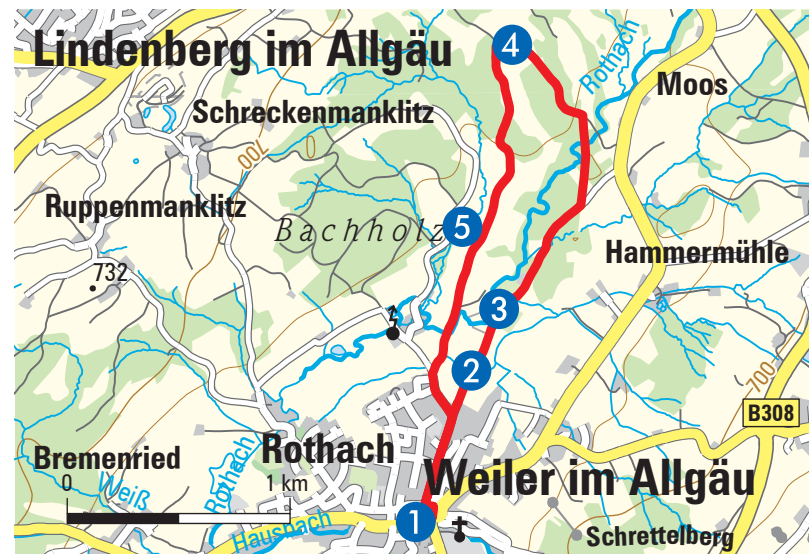 Lindenberg im Allgäu
4
Rothach
Moos
Schreckenmanklitz
700
Ruppenmanklitz
Bachholz
5
Hammermühle
732
3
2
700
B308
Bremenried
Rothach
Weiler im Allgäu
0
1 km
Weiß
Rothach
Hausbach
1
Schrettelberg